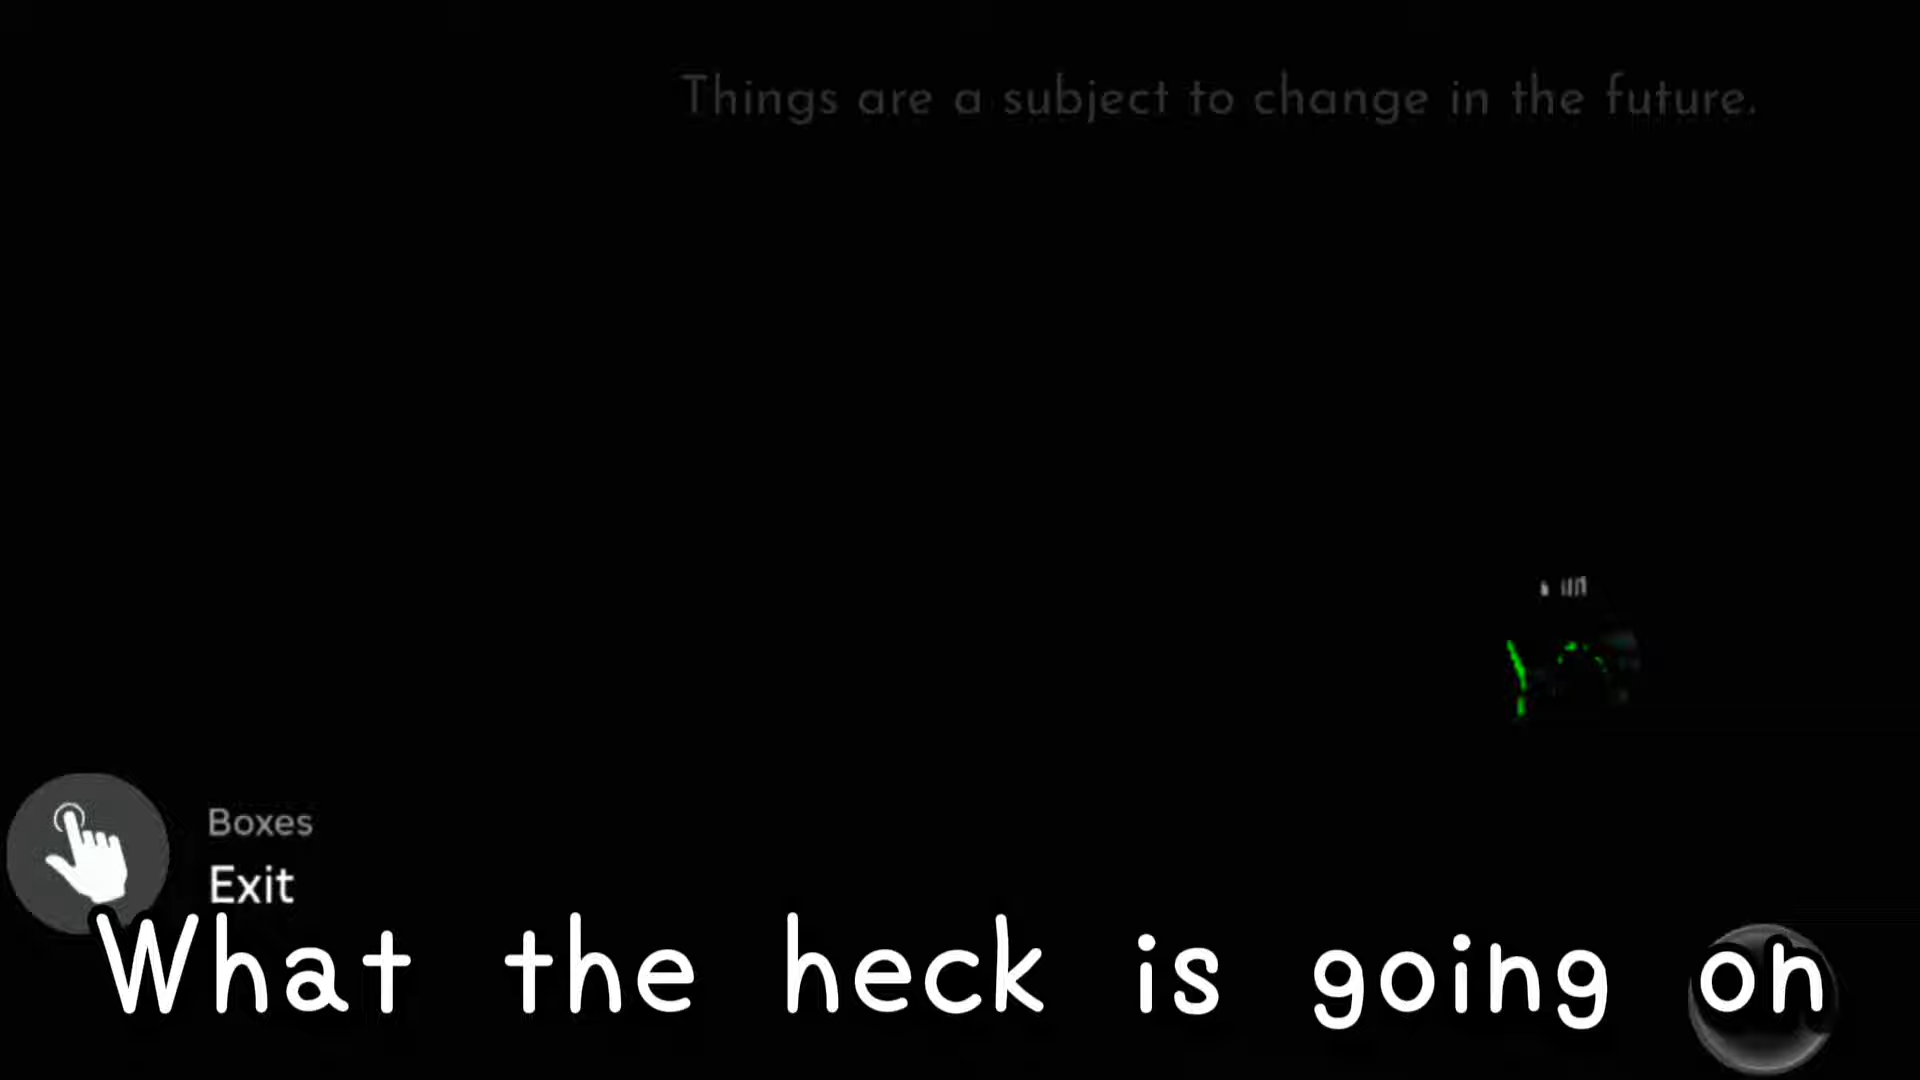 Things are a subject to change in the future.
Boxes
Exit
What the heck is going on